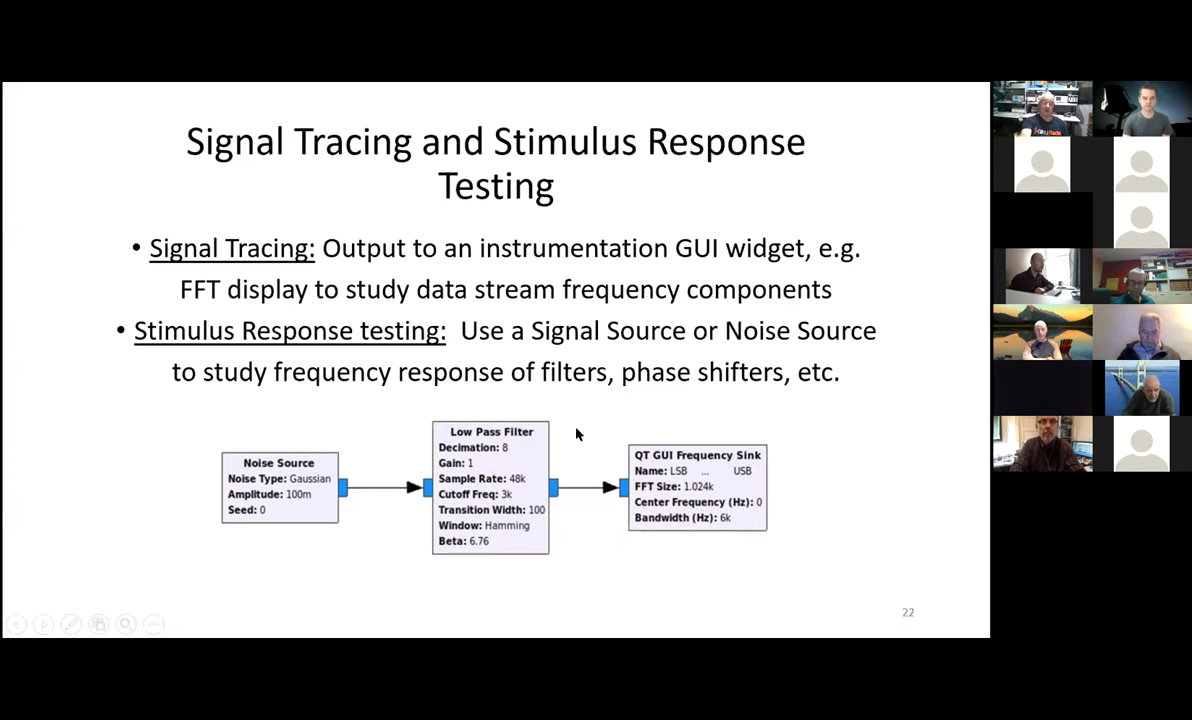 Signal Tracing and Stimulus Response
Testing
• Signal Tracing: Output to an instrumentation GUI widget, e.g.
FFT display to study data stream frequency components
• Stimulus Response testing: Use a Signal Source or Noise Source
to study frequency response of filters, phase shifters, etc.
Noise Source
Noise Type: Gaussian
Amplitude: 100m
Seed: 0
Low Pass Filter
Decimation: 8
Gain: 1
Sample Rate: 48k
Cutoff Freq: 3k
Transition Width: 100
Window: Hamming
Beta: 6.76
QT GUI Frequency Sink
Name: LSB ... USB
FFT Size: 1.024k
Center Frequency (Hz): 0
Bandwidth (Hz): 6k
22